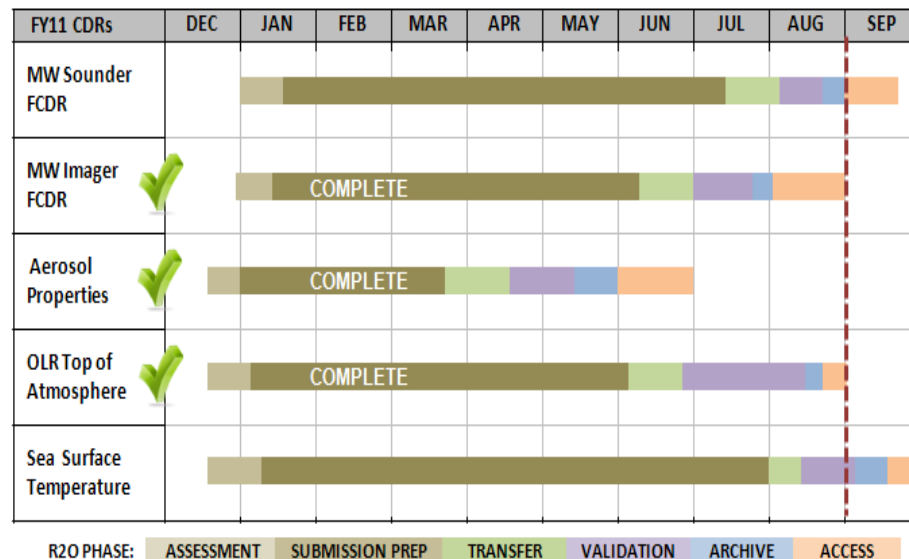 FY11 CDRs DEC JAN FEB MAR APR MAY JUN JUL AUG SEP
MW Sounder
FCDR
MW Imager
FCDR
COMPLETE
Aerosol
Properties
COMPLETE
OLR Top of
Atmosphere
COMPLETE
Sea Surface
Temperature
R2O PHASE: ASSESSMENT SUBMISSION PREP TRANSFER VALIDATION ARCHIVE ACCESS